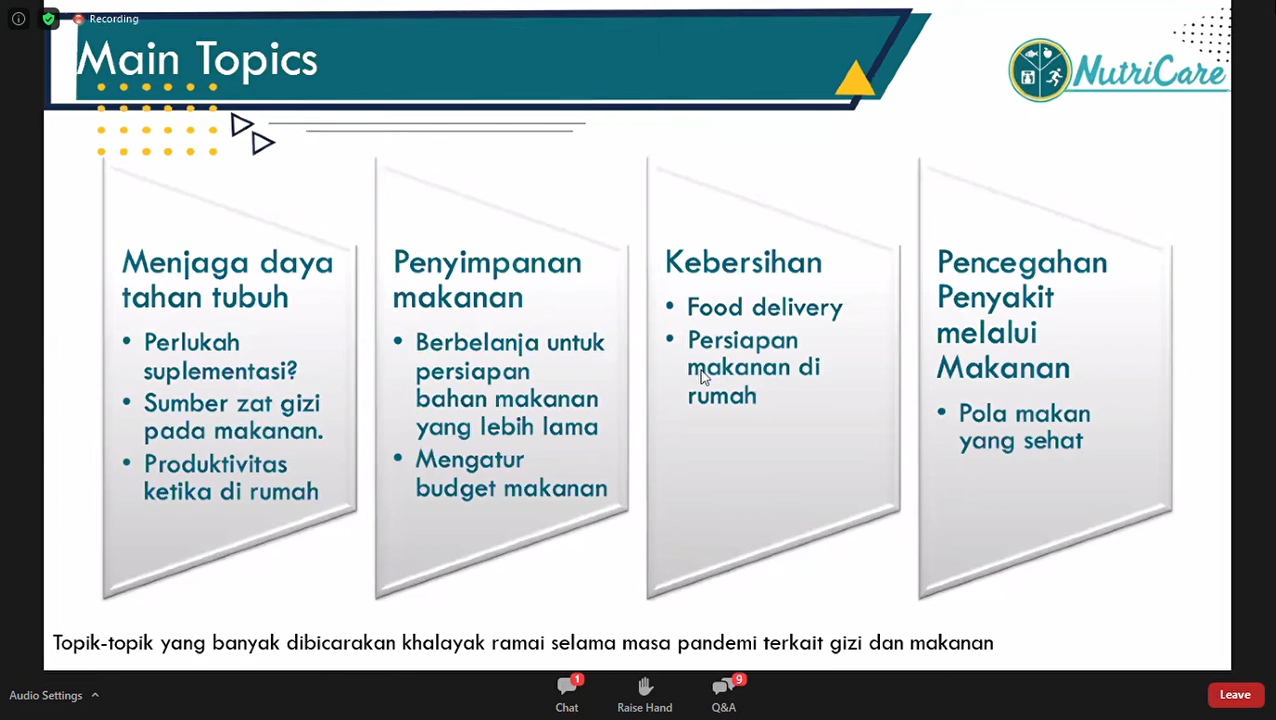 Recording
Main Topics
NutriCare
Menjaga daya
tahan tubuh
• Perlukah
suplementasi?
• Sumber zat gizi
pada makanan.
• Produktivitas
ketika di rumah
Penyimpanan
makanan
• Berbelanja untuk
persiapan
bahan makanan
yang lebih lama
• Mengatur
budget makanan
Kebersihan
• Food delivery
• Persiapan
makanan di
rumah
Pencegahan
Penyakit
melalui
Makanan
• Pola makan
yang sehat
Topik-topik yang banyak dibicarakan khalayak ramai selama masa pandemi terkait gizi dan makanan
Audio Settings
1
Chat
Raise Hand
9
Q&A
Leave